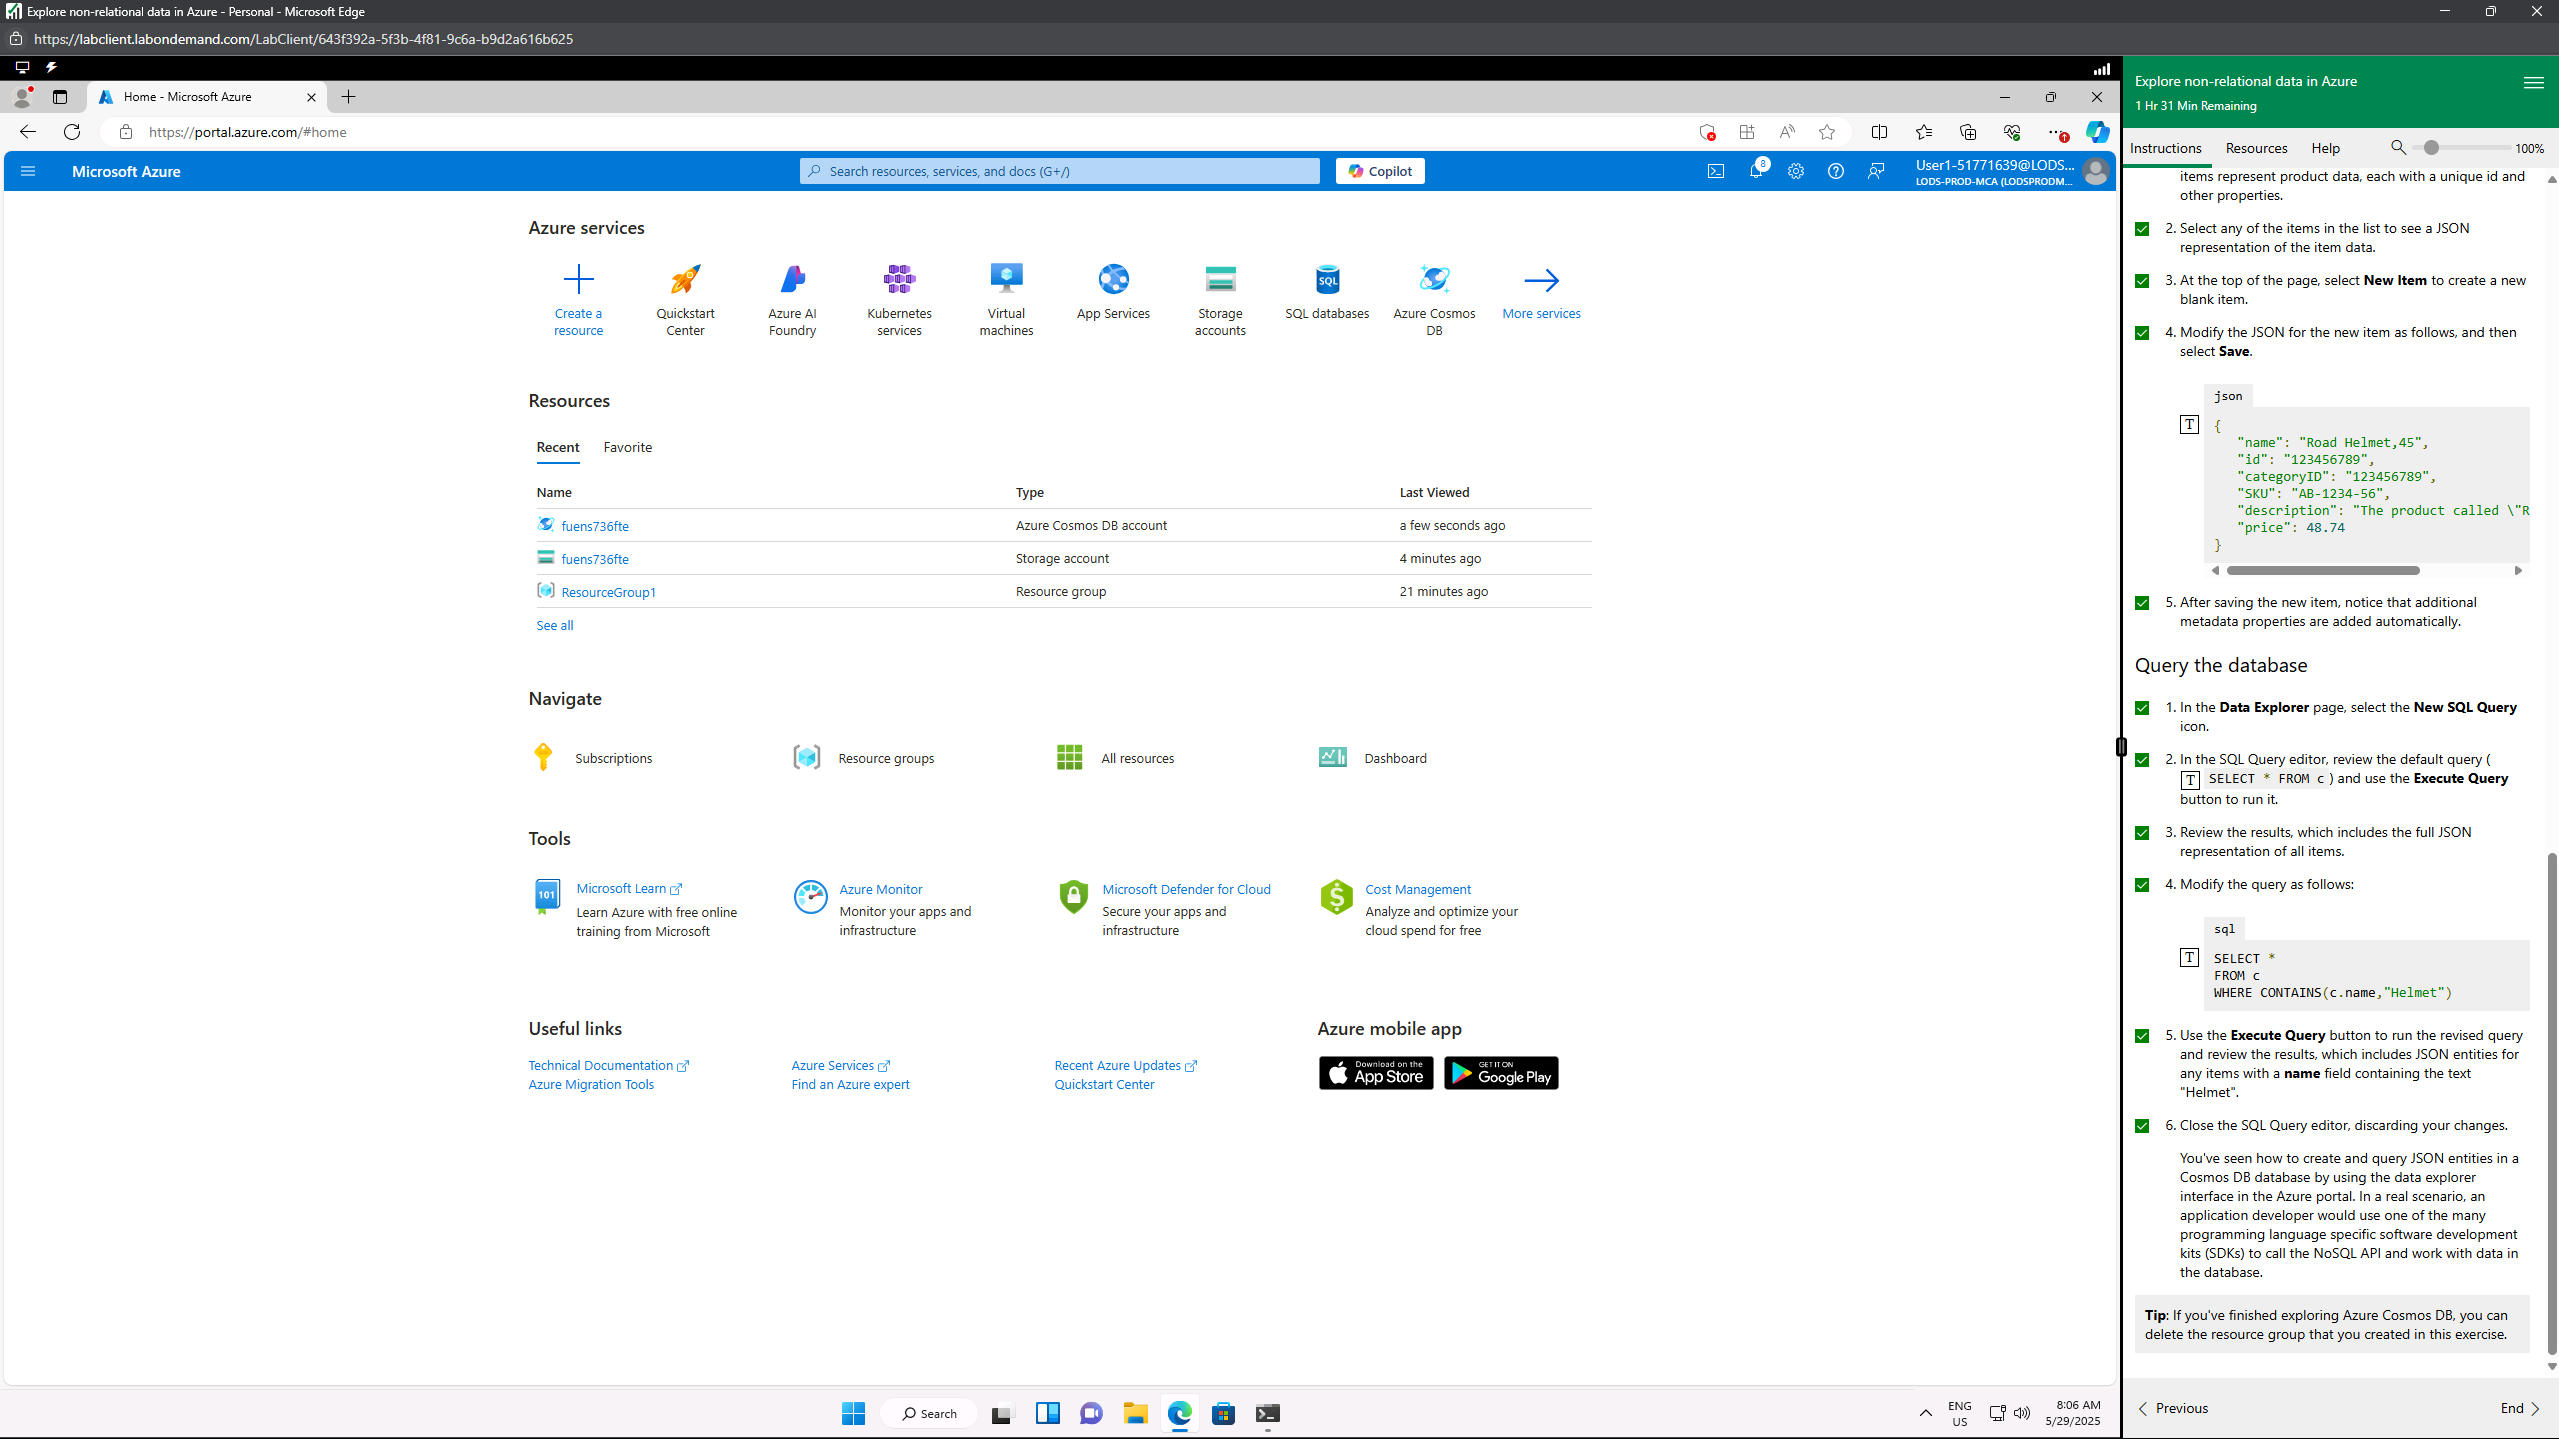 Explore non-relational data in Azure - Personal - Microsoft Edge
https://labclient.labondemand.com/LabClient/643f392a-5f3b-4f81-9c6a-b9d2a616b625
Home - Microsoft Azure
https://portal.azure.com/#home
Microsoft Azure
Search resources, services, and docs (G+/)
Copilot
8
User1-51771639@LODS...
LODS-PROD-MCA (LODSPRODM...
Azure services
Create a resource
Quickstart Center
Azure AI Foundry
Kubernetes services
Virtual machines
App Services
Storage accounts
SQL
SQL databases
Azure Cosmos DB
More services
Resources
Recent
Favorite
Name Type Last Viewed
fuens736fte Azure Cosmos DB account a few seconds ago
fuens736fte Storage account 4 minutes ago
ResourceGroup1 Resource group 21 minutes ago
See all
Navigate
Subscriptions
Resource groups
All resources
Dashboard
Tools
101
Microsoft Learn
Learn Azure with free online
training from Microsoft
Azure Monitor
Monitor your apps and
infrastructure
Microsoft Defender for Cloud
Secure your apps and
infrastructure
Cost Management
Analyze and optimize your
cloud spend for free
Useful links
Technical Documentation
Azure Migration Tools
Azure Services
Find an Azure expert
Recent Azure Updates
Quickstart Center
Azure mobile app
Download on the
App Store
GET IT ON
Google Play
Search
ENG
US
8:06 AM
5/29/2025
Explore non-relational data in Azure
1 Hr 31 Min Remaining
Instructions
Resources
Help
100%
items represent product data, each with a unique id and
other properties.
2. Select any of the items in the list to see a JSON
representation of the item data.
3. At the top of the page, select New Item to create a new
blank item.
4. Modify the JSON for the new item as follows, and then
select Save.
json
T
{
"name": "Road Helmet,45",
"id": "123456789",
"categoryID": "123456789",
"SKU": "AB-1234-56",
"description": "The product called \"R
"price": 48.74
}
5. After saving the new item, notice that additional
metadata properties are added automatically.
Query the database
1. In the Data Explorer page, select the New SQL Query
icon.
2. In the SQL Query editor, review the default query (
T SELECT * FROM c ) and use the Execute Query
button to run it.
3. Review the results, which includes the full JSON
representation of all items.
4. Modify the query as follows:
sql
T
SELECT *
FROM c
WHERE CONTAINS(c.name,"Helmet")
5. Use the Execute Query button to run the revised query
and review the results, which includes JSON entities for
any items with a name field containing the text
"Helmet".
6. Close the SQL Query editor, discarding your changes.
You've seen how to create and query JSON entities in a
Cosmos DB database by using the data explorer
interface in the Azure portal. In a real scenario, an
application developer would use one of the many
programming language specific software development
kits (SDKs) to call the NoSQL API and work with data in
the database.
Tip: If you've finished exploring Azure Cosmos DB, you can
delete the resource group that you created in this exercise.
Previous
End